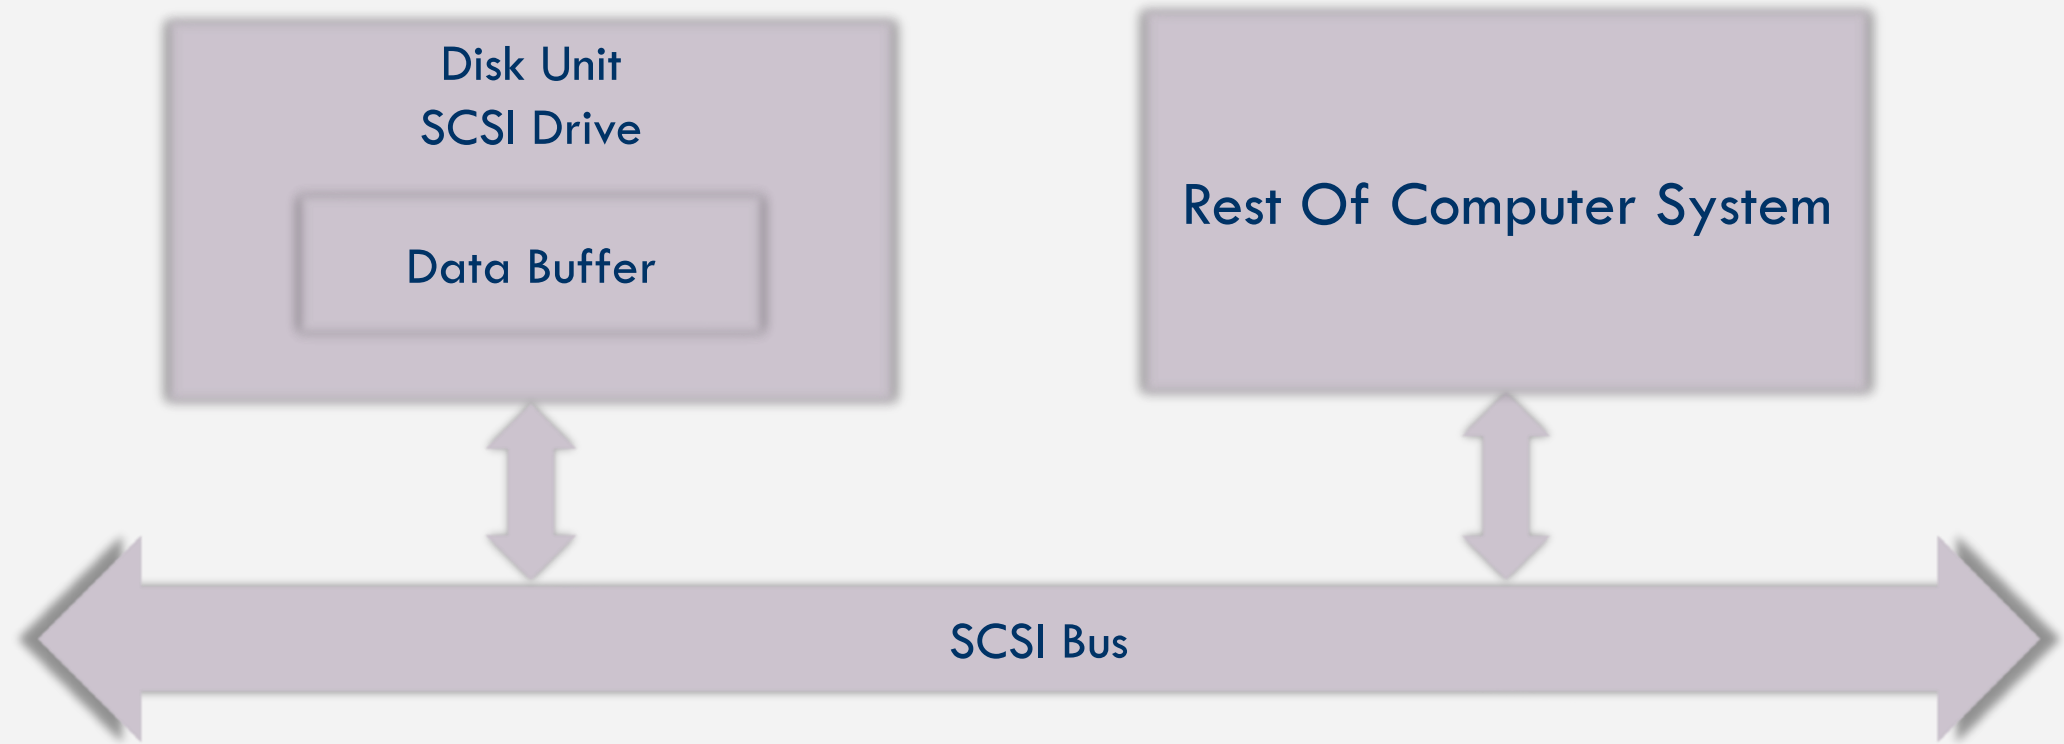 Disk Unit
SCSI Drive
Data Buffer
Rest Of Computer System
SCSI Bus